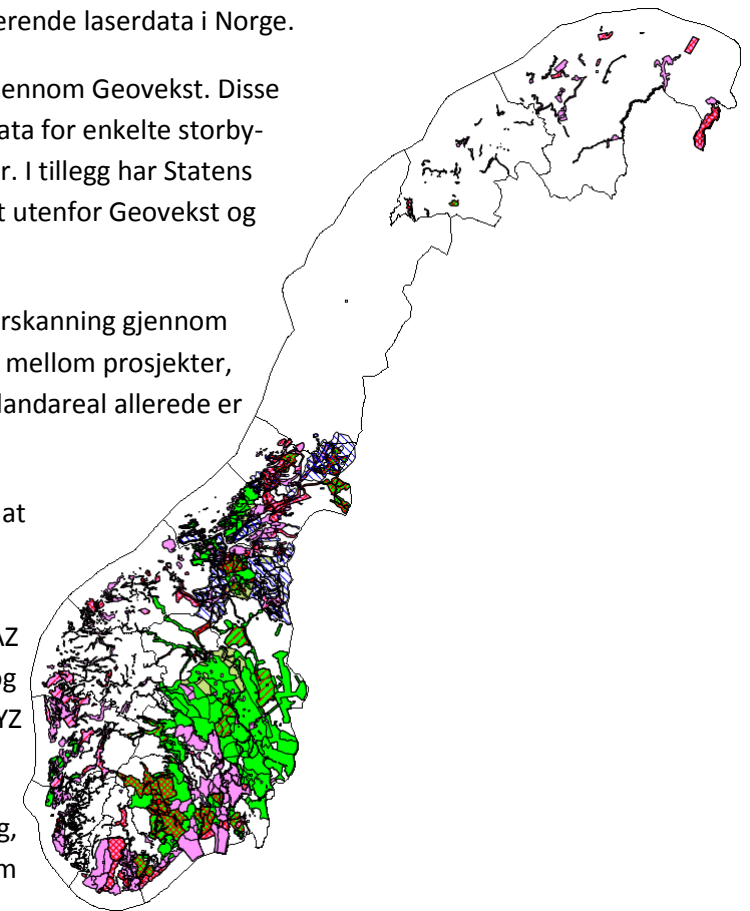 erende laserdata i Norge.
ennom Geovekst. Disse
ata for enkelte storby-
r. I tillegg har Statens
t utenfor Geovekst og
rskanning gjennom
mellom prosjekter,
landareal allerede er
at
AZ
og
YZ
g,
m